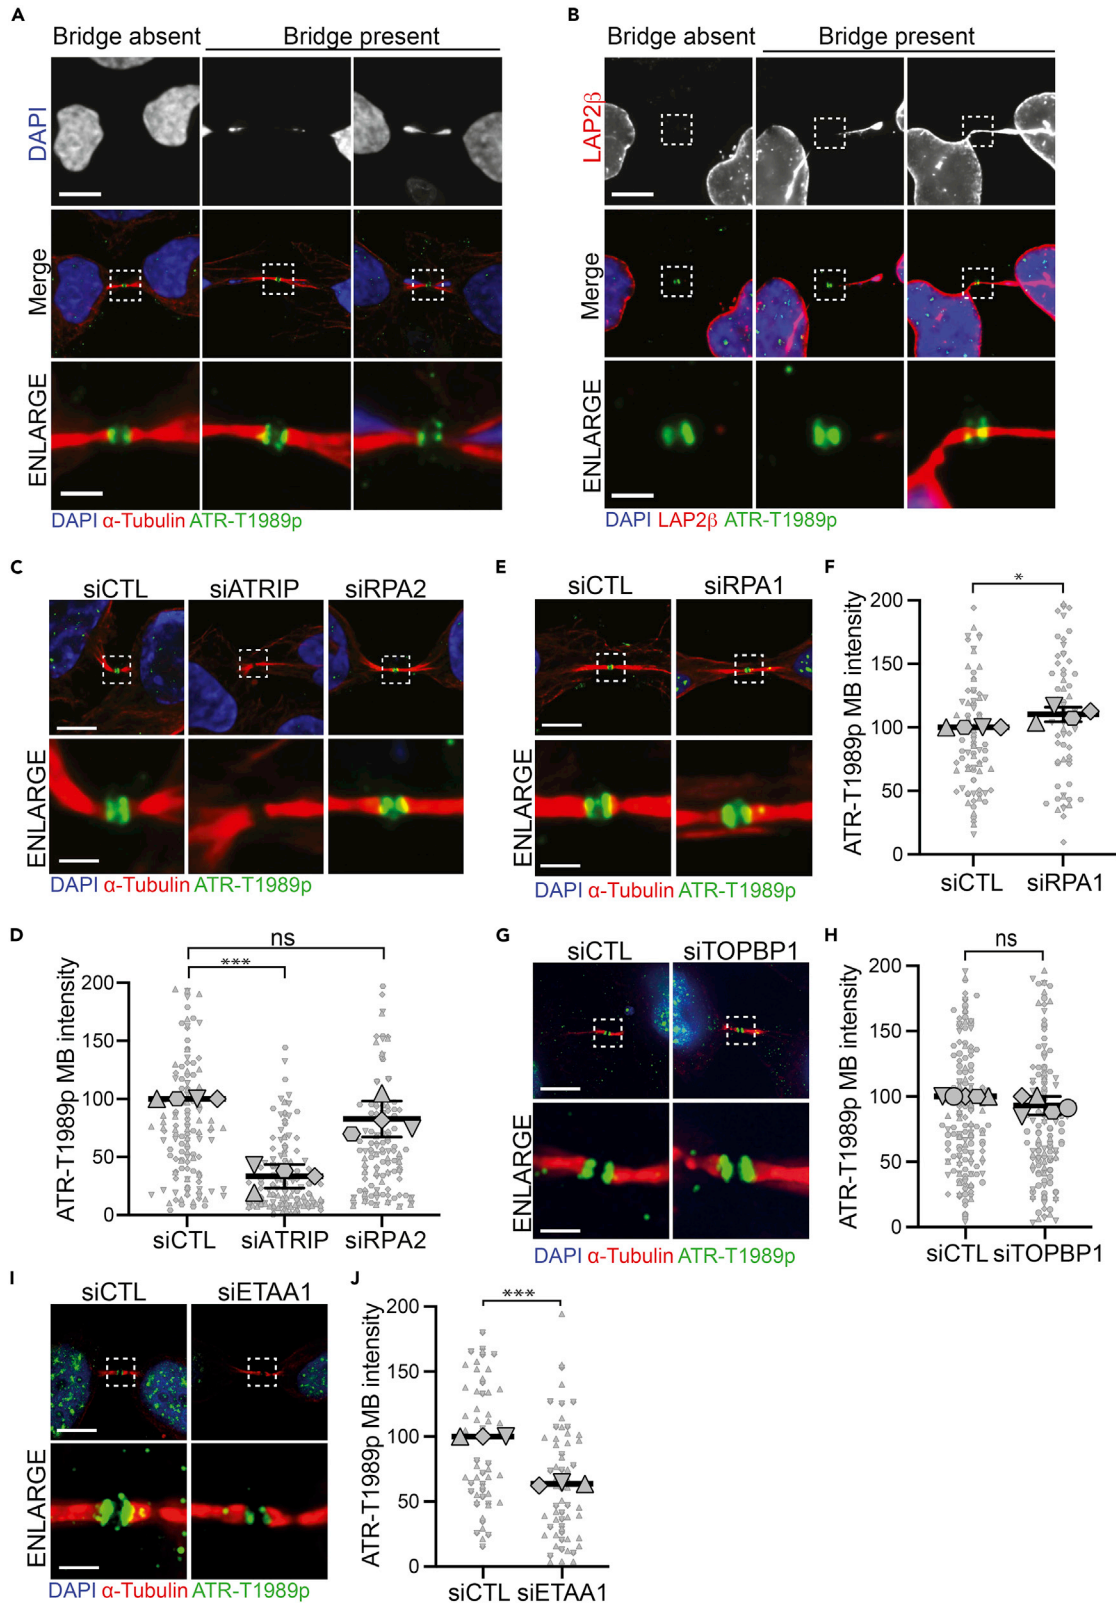 A
Bridge absent Bridge present
DAPI
Merge
ENLARGE
DAPI α-Tubulin ATR-T1989p
B
Bridge absent Bridge present
LAP2β
Merge
ENLARGE
DAPI LAP2β ATR-T1989p
C
siCTL siATRIP siRPA2
ENLARGE
DAPI α-Tubulin ATR-T1989p
E
siCTL siRPA1
ENLARGE
DAPI α-Tubulin ATR-T1989p
F
ATR-T1989p MB intensity
*
200
150
100
50
0
siCTL siRPA1
D
ATR-T1989p MB intensity
ns
***
200
150
100
50
0
siCTL siATRIP siRPA2
G
siCTL siTOPBP1
ENLARGE
DAPI α-Tubulin ATR-T1989p
H
ATR-T1989p MB intensity
ns
200
150
100
50
0
siCTL siTOPBP1
I
siCTL siETAA1
ENLARGE
DAPI α-Tubulin ATR-T1989p
J
ATR-T1989p MB intensity
***
200
150
100
50
0
siCTL siETAA1